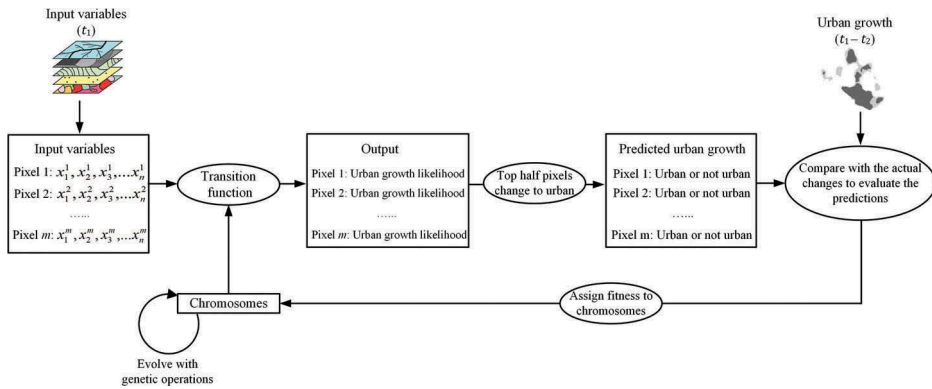 Input variables
(t₁)
Urban growth
(t₁ – t₂)
Input variables
Pixel 1: x₁¹, x₂¹, x₃¹, ...xₙ¹
Pixel 2: x₁², x₂², x₃², ...xₙ²
......
Pixel m: x₁ᵐ, x₂ᵐ, x₃ᵐ, ...xₙᵐ
Transition
function
Output
Pixel 1: Urban growth likelihood
Pixel 2: Urban growth likelihood
......
Pixel m: Urban growth likelihood
Top half pixels
change to urban
Predicted urban growth
Pixel 1: Urban or not urban
Pixel 2: Urban or not urban
......
Pixel m: Urban or not urban
Compare with the actual
changes to evaluate the
predictions
Chromosomes
Assign fitness to
chromosomes
Evolve with
genetic operations